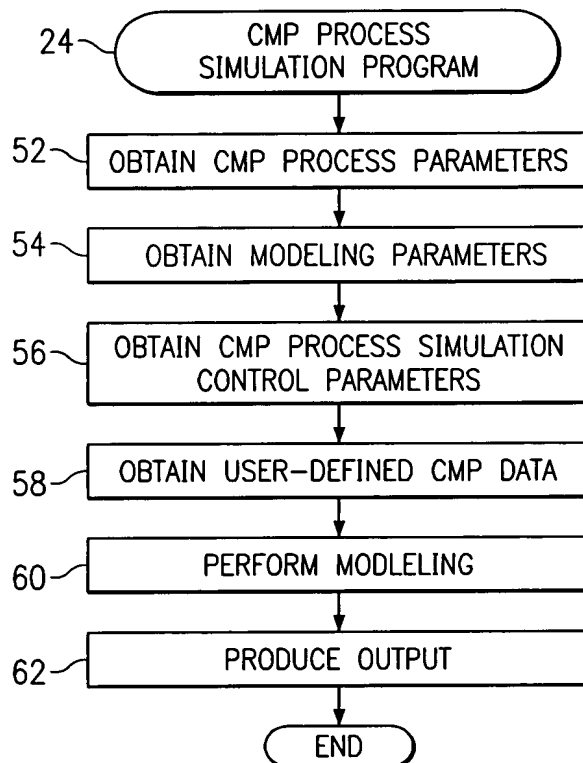 24
CMP PROCESS
SIMULATION PROGRAM
52
OBTAIN CMP PROCESS PARAMETERS
54
OBTAIN MODELING PARAMETERS
56
OBTAIN CMP PROCESS SIMULATION
CONTROL PARAMETERS
58
OBTAIN USER-DEFINED CMP DATA
60
PERFORM MODLELING
62
PRODUCE OUTPUT
END